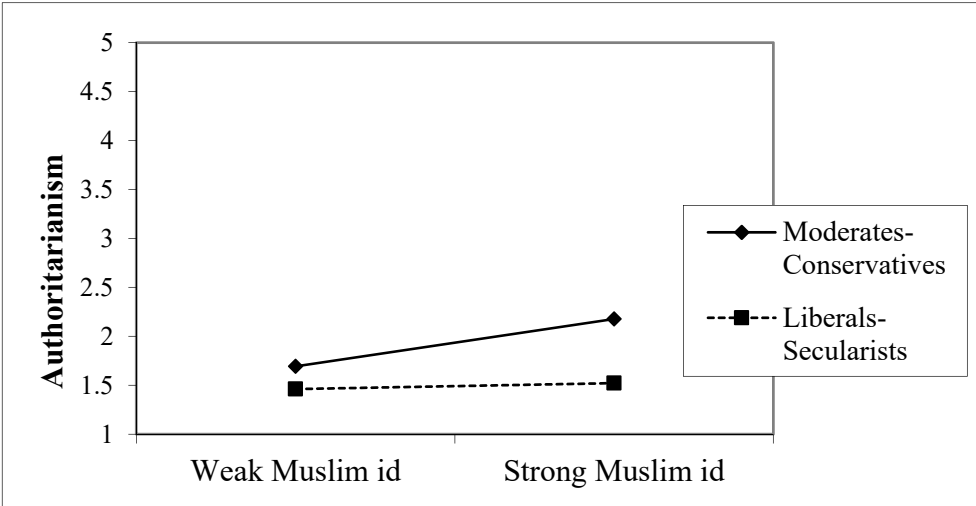 5
4.5
4
3.5
3
2.5
2
1.5
1
Authoritarianism
Weak Muslim id
Strong Muslim id
Moderates-
Conservatives
Liberals-
Secularists